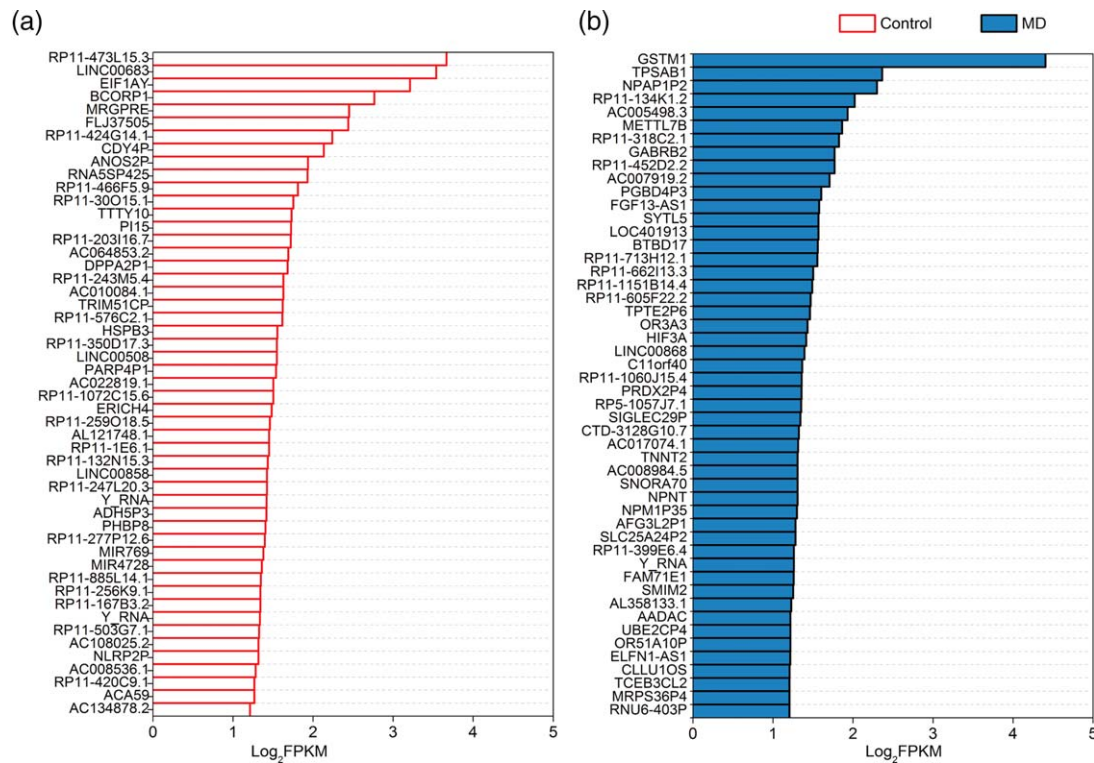 (a)
RP11-473L15.3
LINC00683
EIF1AY
BCORP1
MRGPRE
FLJ37505
RP11-424G14.1
CDY4P
ANOS2P
RNA5SP425
RP11-466F5.9
RP11-30O15.1
TTTY10
PI15
RP11-203I16.7
AC064853.2
DPPA2P1
RP11-243M5.4
AC010084.1
TRIM51CP
RP11-576C2.1
HSPB3
RP11-350D17.3
LINC00508
PARP4P1
AC022819.1
RP11-1072C15.6
ERICH4
RP11-259O18.5
AL121748.1
RP11-1E6.1
RP11-132N15.3
LINC00858
RP11-247L20.3
Y_RNA
ADH5P3
PHBP8
RP11-277P12.6
MIR769
MIR4728
RP11-885L14.1
RP11-256K9.1
RP11-167B3.2
Y_RNA
RP11-503G7.1
AC108025.2
NLRP2P
AC008536.1
RP11-420C9.1
ACA59
AC134878.2
0 1 2 3 4 5
Log₂FPKM
(b)
Control MD
GSTM1
TPSAB1
NPAP1P2
RP11-134K1.2
AC005498.3
METTL7B
RP11-318C2.1
GABRB2
RP11-452D2.2
AC007919.2
PGBD4P3
FGF13-AS1
SYTL5
LOC401913
BTBD17
RP11-713H12.1
RP11-662I13.3
RP11-1151B14.4
RP11-605F22.2
TPTE2P6
OR3A3
HIF3A
LINC00868
C11orf40
RP11-1060J15.4
PRDX2P4
RP5-1057J7.1
SIGLEC29P
CTD-3128G10.7
AC017074.1
TNNT2
AC008984.5
SNORA70
NPNT
NPM1P35
AFG3L2P1
SLC25A24P2
RP11-399E6.4
Y_RNA
FAM71E1
SMIM2
AL358133.1
AADAC
UBE2CP4
OR51A10P
ELFN1-AS1
CLLU1OS
TCEB3CL2
MRPS36P4
RNU6-403P
0 1 2 3 4 5
Log₂FPKM